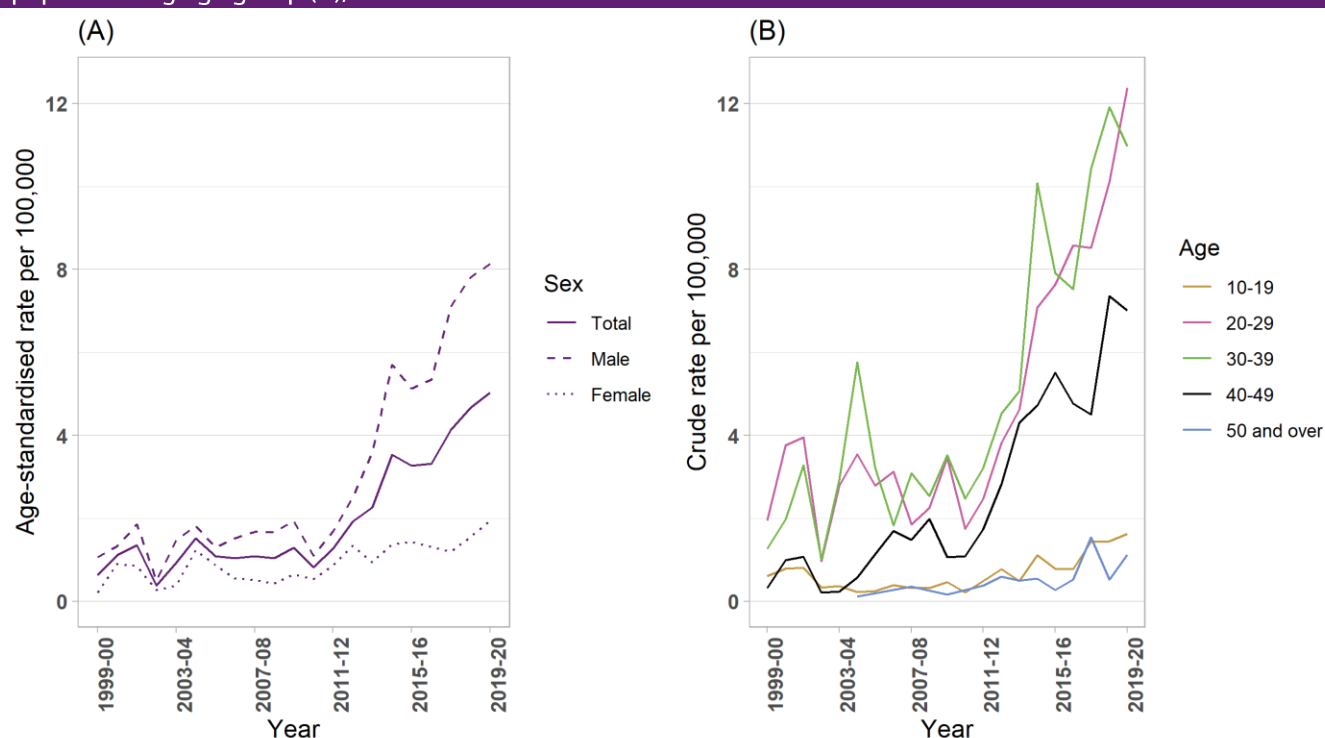 (A)
12
8
4
0
Age-standardised rate per 100,000
1999-00
2003-04
2007-08
2011-12
2015-16
2019-20
Year
Sex
Total
Male
Female
(B)
12
8
4
0
Crude rate per 100,000
1999-00
2003-04
2007-08
2011-12
2015-16
2019-20
Year
Age
10-19
20-29
30-39
40-49
50 and over